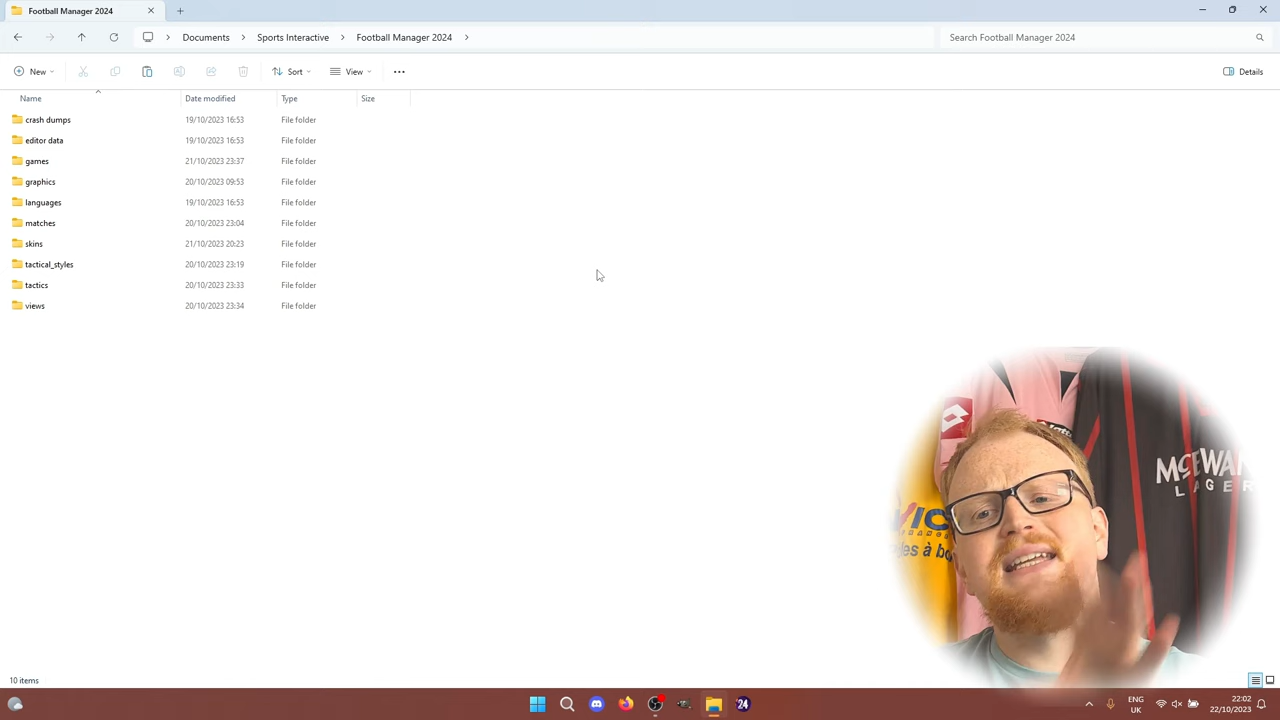 Football Manager 2024
Documents > Sports Interactive > Football Manager 2024 >
Search Football Manager 2024
New
Sort
View
Details
Name Date modified Type Size
crash dumps 19/10/2023 16:53 File folder
editor data 19/10/2023 16:53 File folder
games 21/10/2023 23:37 File folder
graphics 20/10/2023 09:53 File folder
languages 19/10/2023 16:53 File folder
matches 20/10/2023 23:04 File folder
skins 21/10/2023 20:23 File folder
tactical_styles 20/10/2023 23:19 File folder
tactics 20/10/2023 23:33 File folder
views 20/10/2023 23:34 File folder
lotto
McEWAN
LAGER
VIC
FRANCE
à
10 items
24
ENG
UK
22:02
22/10/2023